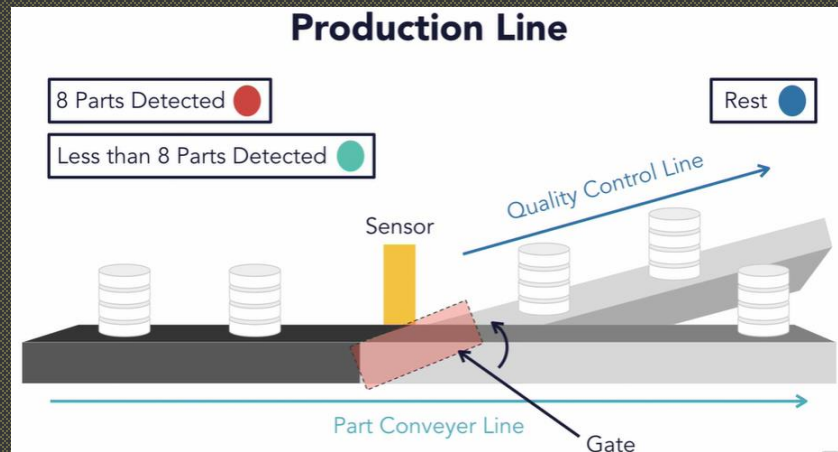 Production Line
8 Parts Detected
Rest
Less than 8 Parts Detected
Quality Control Line
Sensor
Part Conveyer Line
Gate